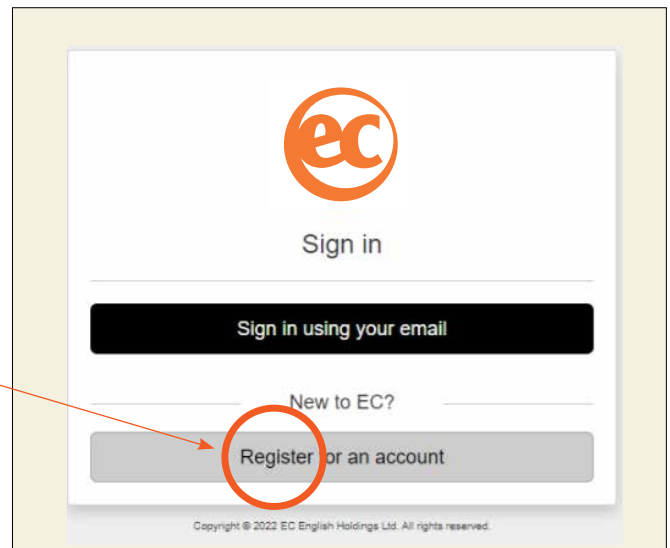 ec
Sign in
Sign in using your email
New to EC?
Register for an account
Copyright © 2022 EC English Holdings Ltd. All rights reserved.